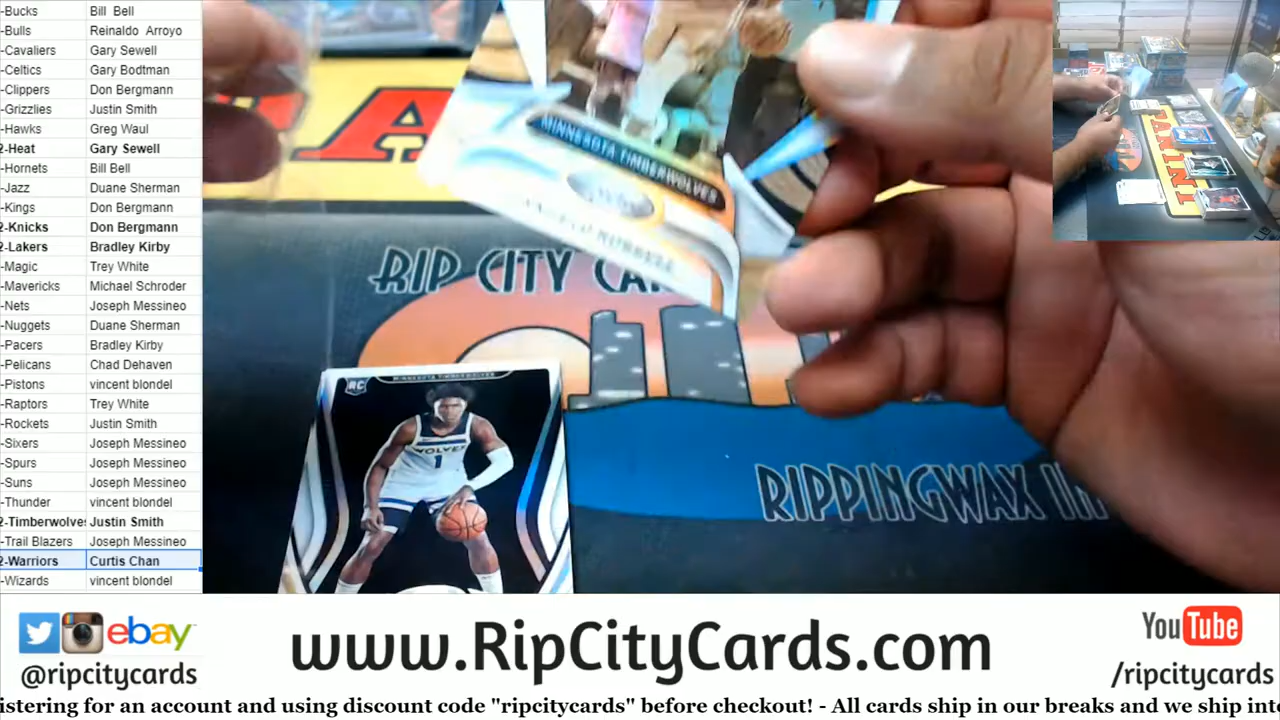 -Bucks Bill Bell
-Bulls Reinaldo Arroyo
-Cavaliers Gary Sewell
-Celtics Gary Bodtman
-Clippers Don Bergmann
-Grizzlies Justin Smith
-Hawks Greg Waul
2-Heat Gary Sewell
-Hornets Bill Bell
-Jazz Duane Sherman
-Kings Don Bergmann
2-Knicks Don Bergmann
2-Lakers Bradley Kirby
-Magic Trey White
-Mavericks Michael Schroder
-Nets Joseph Messineo
-Nuggets Duane Sherman
-Pacers Bradley Kirby
-Pelicans Chad Dehaven
-Pistons vincent blondel
-Raptors Trey White
-Rockets Justin Smith
-Sixers Joseph Messineo
-Spurs Joseph Messineo
-Suns Joseph Messineo
-Thunder vincent blondel
2-Timberwolves Justin Smith
-Trail Blazers Joseph Messineo
2-Warriors Curtis Chan
-Wizards vincent blondel
MINNESOTA TIMBERWOLVES
RUSSELL
PANINI
RIP CITY CA
RC
MINNESOTA TIMBERWOLVES
WOLVES
1
RIPPINGWAX
ebay
@ripcitycards
www.RipCityCards.com
YouTube
/ripcitycards
istering for an account and using discount code "ripcitycards" before checkout! - All cards ship in our breaks and we ship inte